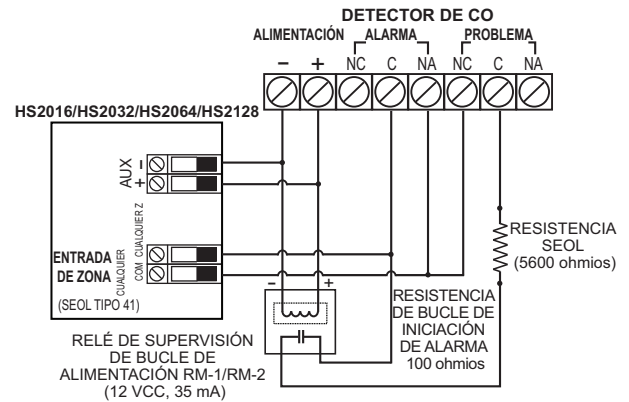 DETECTOR DE CO
ALIMENTACIÓN ALARMA PROBLEMA
− + NC C NA NC C NA
HS2016/HS2032/HS2064/HS2128
AUX
−
+
CUALQUIER Z
ENTRADA
DE ZONA
COM
CUALQUIER
(SEOL TIPO 41)
RESISTENCIA
SEOL
(5600 ohmios)
− +
RESISTENCIA
DE BUCLE DE
INICIACIÓN
DE ALARMA
100 ohmios
RELÉ DE SUPERVISIÓN
DE BUCLE DE
ALIMENTACIÓN RM-1/RM-2
(12 VCC, 35 mA)